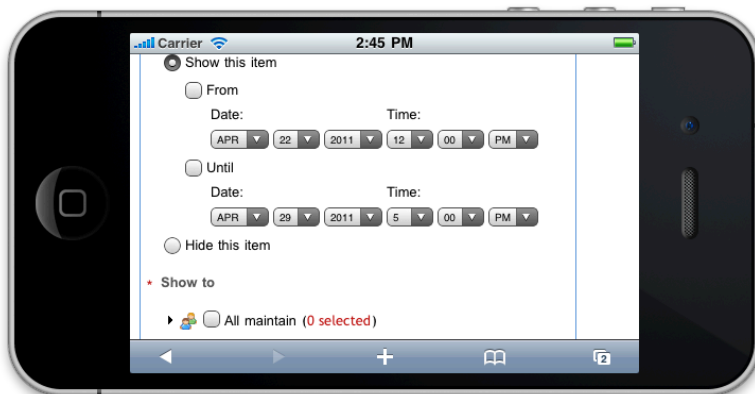 Carrier 2:45 PM
Show this item
From
Date: Time:
APR 22 2011 12 00 PM
Until
Date: Time:
APR 29 2011 5 00 PM
Hide this item
* Show to
All maintain (0 selected)
2